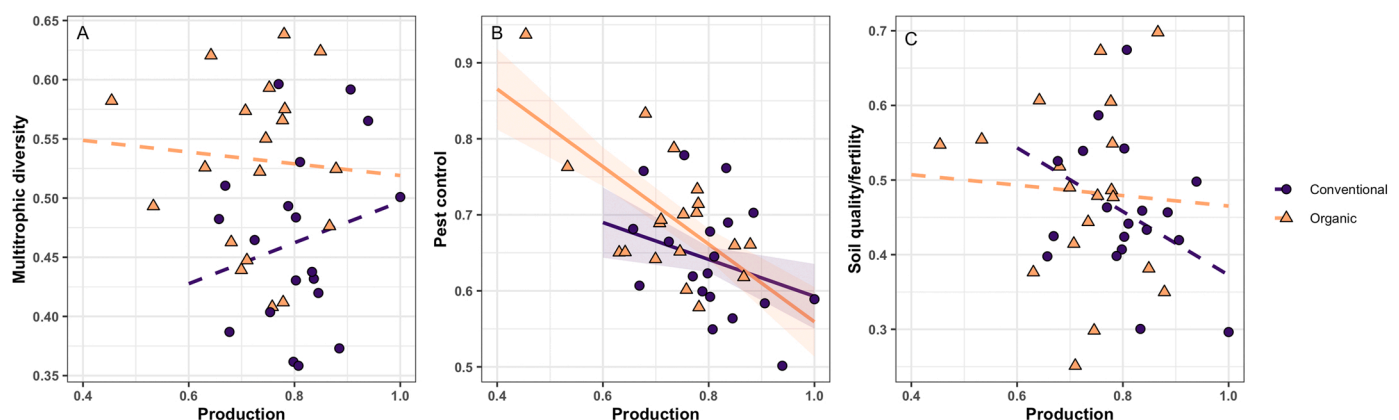 A
Multitrophic diversity
0.65
0.60
0.55
0.50
0.45
0.40
0.35
0.4 0.6 0.8 1.0
Production
B
Pest control
0.9
0.8
0.7
0.6
0.5
0.4 0.6 0.8 1.0
Production
C
Soil quality/fertility
0.7
0.6
0.5
0.4
0.3
0.4 0.6 0.8 1.0
Production
Conventional
Organic